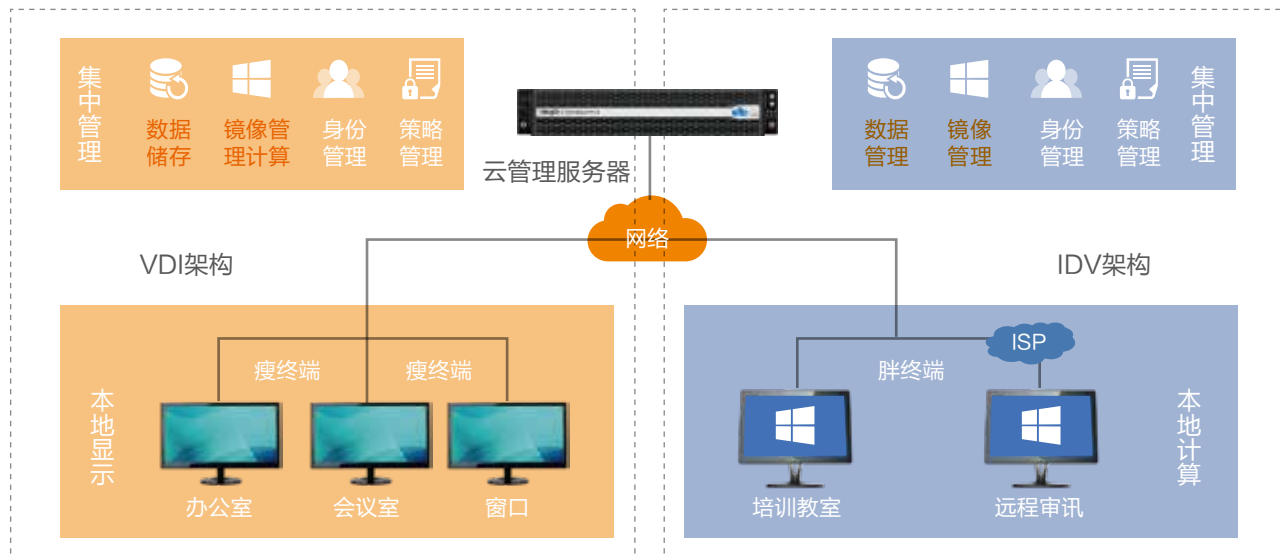 集中管理
数据
储存
镜像管
理计算
身份
管理
策略
管理
云管理服务器
数据
管理
镜像
管理
身份
管理
策略
管理
集中管理
网络
VDI架构
IDV架构
本地显示
瘦终端
瘦终端
办公室
会议室
窗口
ISP
胖终端
培训教室
远程审讯
本地计算